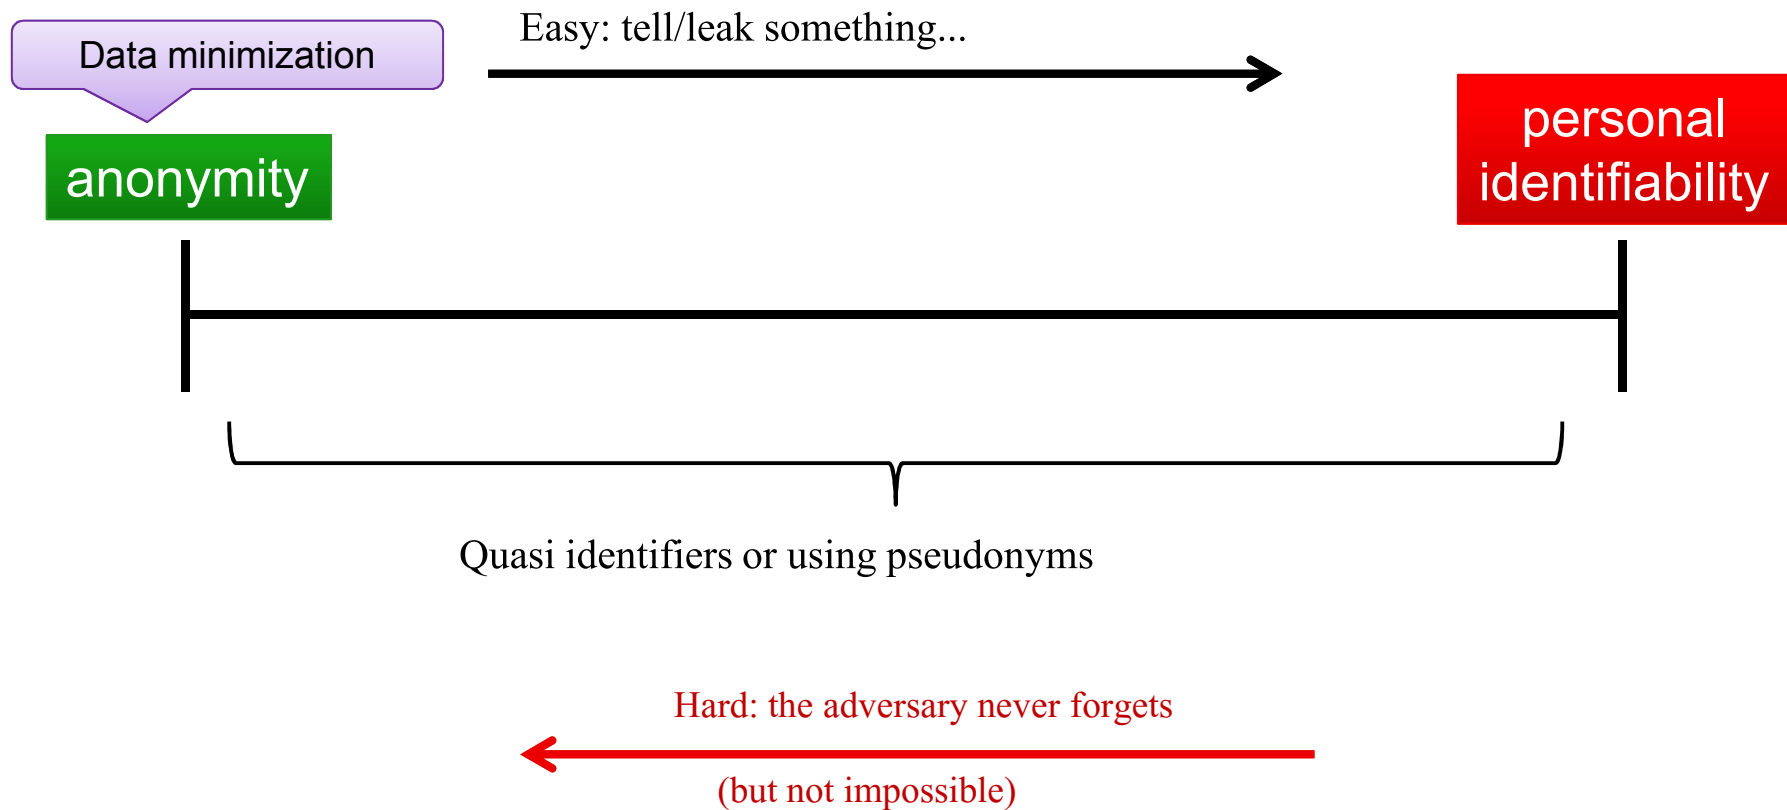 Easy: tell/leak something...
Data minimization
anonymity
personal
identifiability
Quasi identifiers or using pseudonyms
Hard: the adversary never forgets
(but not impossible)